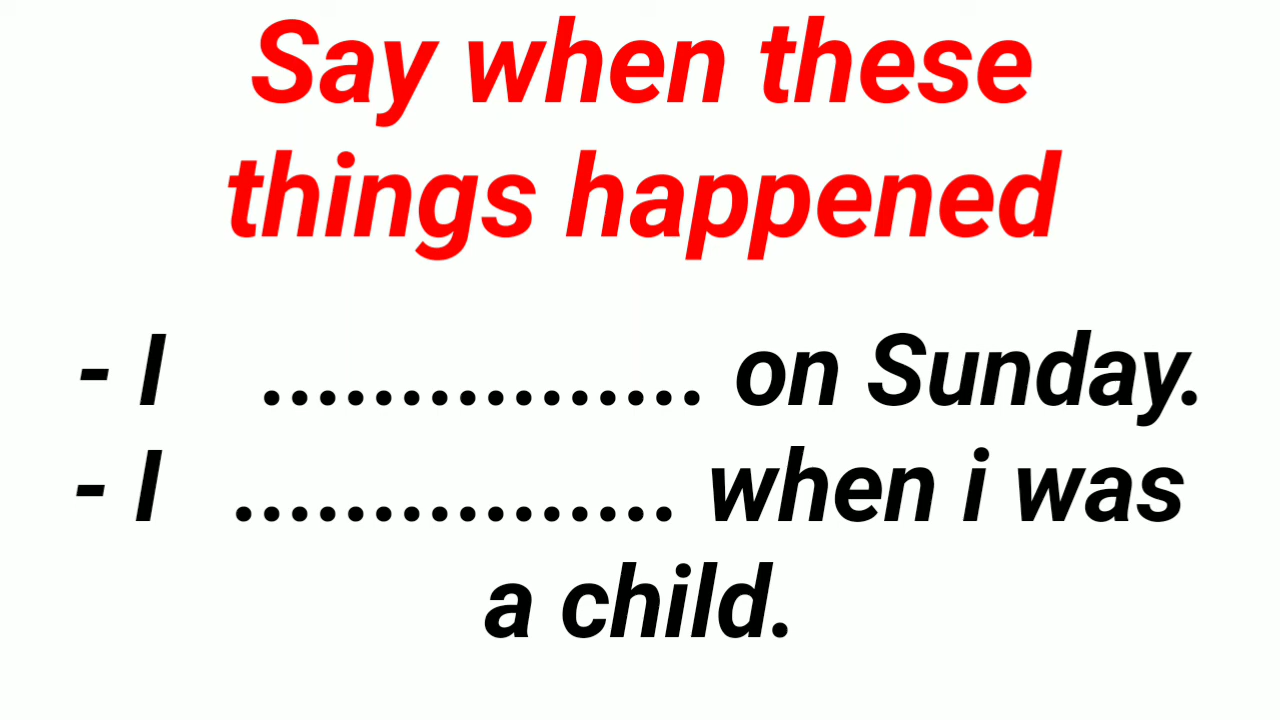 Say when these
things happened
- I ................ on Sunday.
- I ................ when i was
a child.